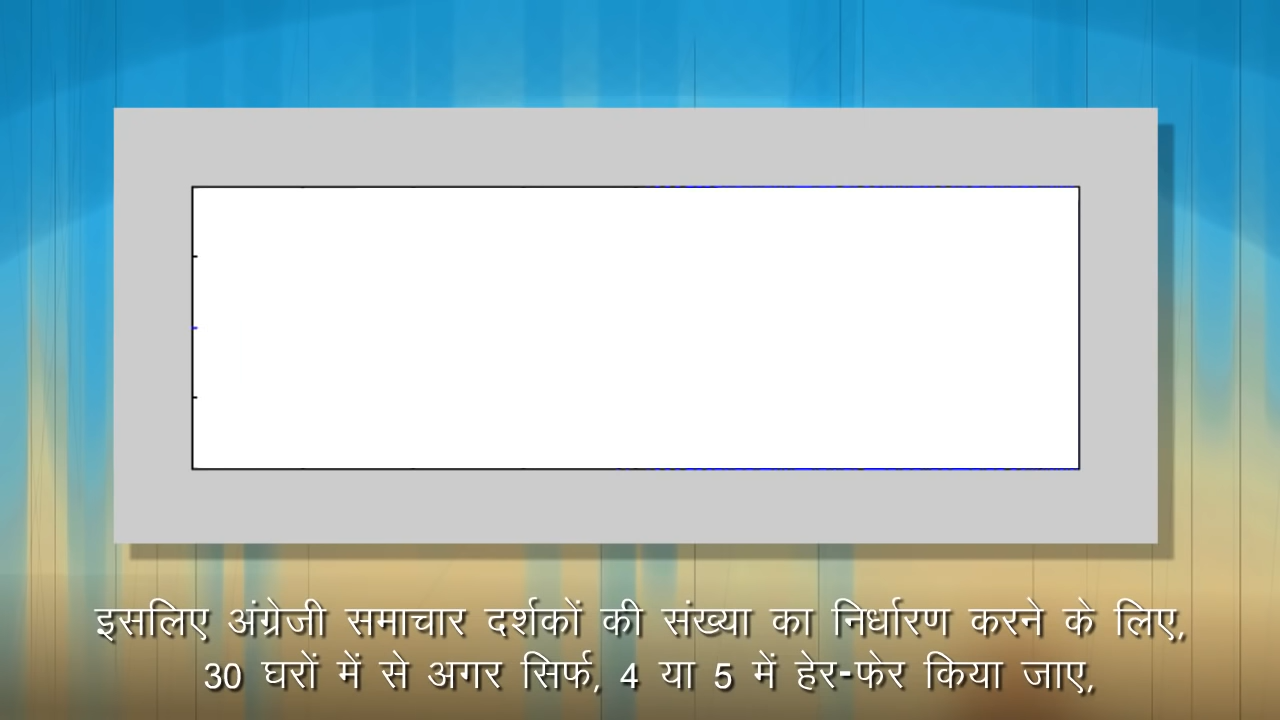 इसलिए अंग्रेजी समाचार दर्शकों की संख्या का निर्धारण करने के लिए,
30 घरों में से अगर सिर्फ, 4 या 5 में हेर-फेर किया जाए,